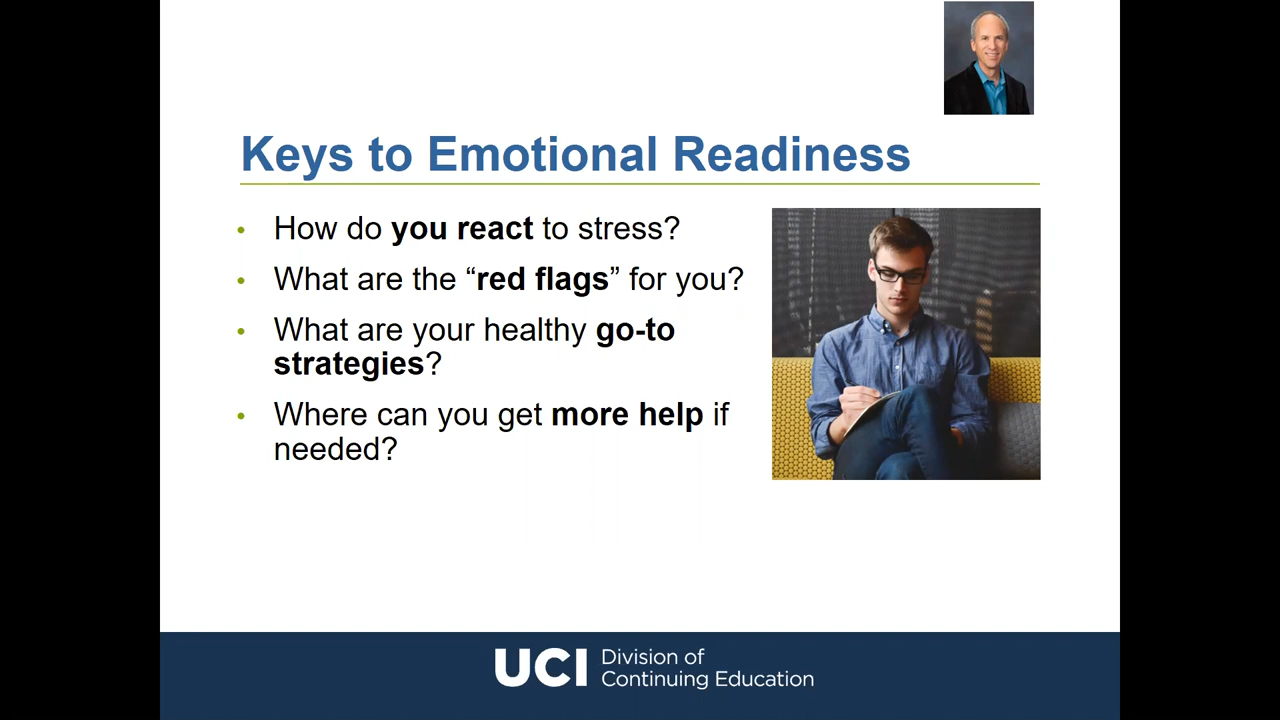 Keys to Emotional Readiness
• How do you react to stress?
• What are the “red flags” for you?
• What are your healthy go-to
strategies?
• Where can you get more help if
needed?
UCI Division of
Continuing Education